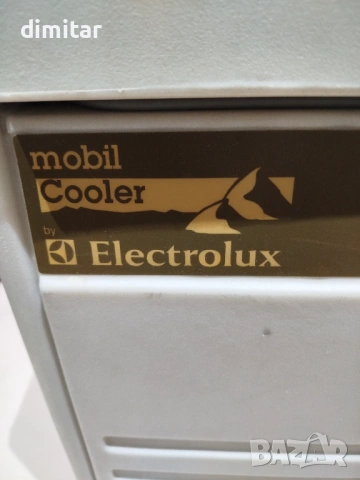 dimitar
mobil
Cooler
by
Electrolux
BAZAR